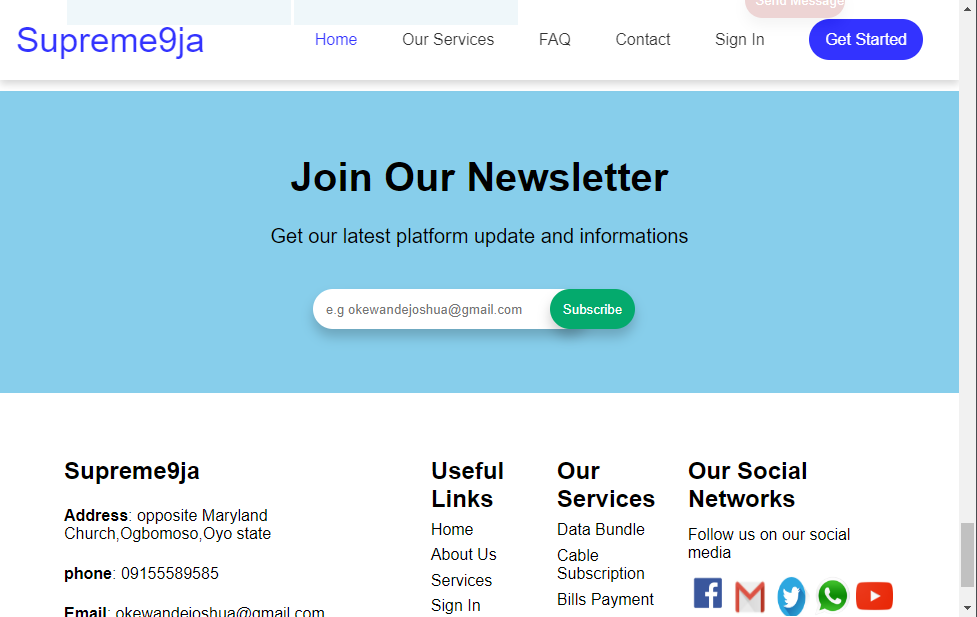 Send Message
Supreme9ja
Home
Our Services
FAQ
Contact
Sign In
Get Started
Join Our Newsletter
Get our latest platform update and informations
e.g okewandejoshua@gmail.com
Subscribe
Supreme9ja
Address: opposite Maryland
Church,Ogbomoso,Oyo state
phone: 09155589585
Email: okewandejoshua@gmail.com
Useful
Links
Home
About Us
Services
Sign In
Our
Services
Data Bundle
Cable
Subscription
Bills Payment
Our Social
Networks
Follow us on our social
media